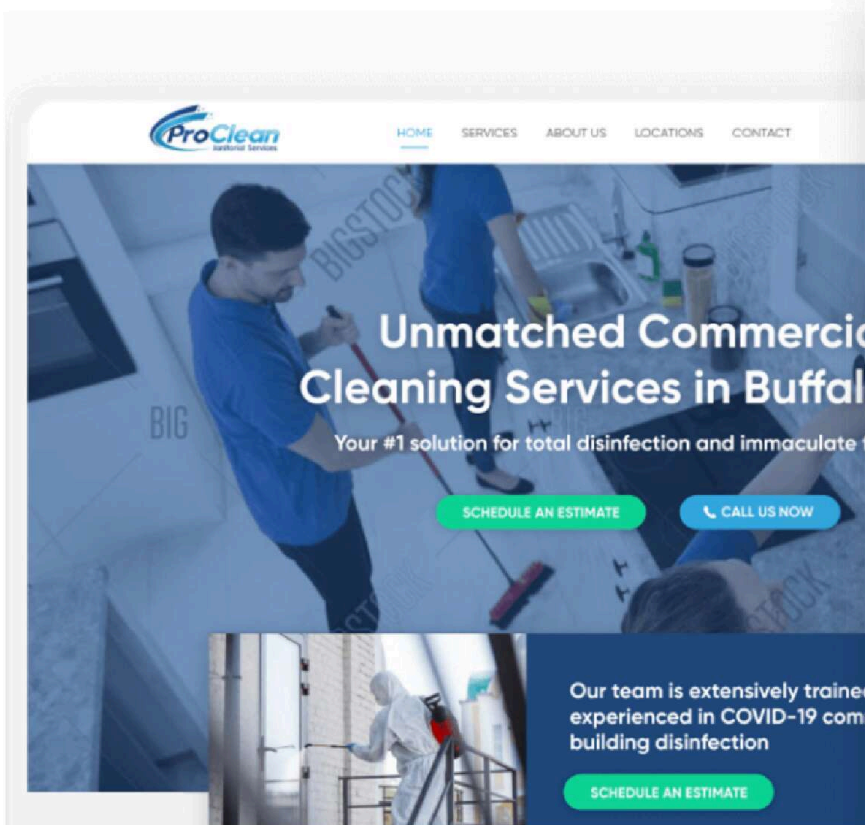 ProClean
Janitorial Services
HOME SERVICES ABOUT US LOCATIONS CONTACT
BIGSTOCK
Unmatched Commercia
Cleaning Services in Buffal
BIG
Your #1 solution for total disinfection and immaculate
SCHEDULE AN ESTIMATE
CALL US NOW
Our team is extensively traine
experienced in COVID-19 com
building disinfection
SCHEDULE AN ESTIMATE